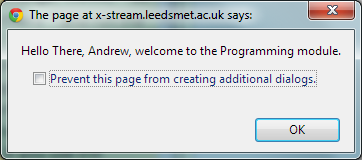 The page at x-stream.leedsmet.ac.uk says:
Hello There, Andrew, welcome to the Programming module.
Prevent this page from creating additional dialogs.
OK